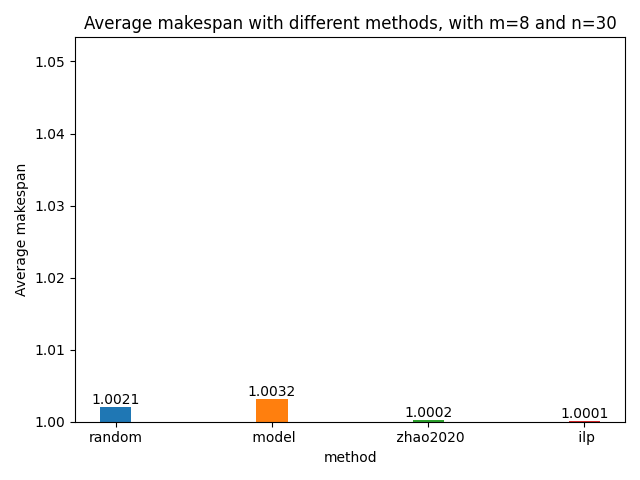 Average makespan with different methods, with m=8 and n=30
1.05
1.04
1.03
1.02
1.01
1.00
Average makespan
1.0021
1.0032
1.0002
1.0001
random
model
zhao2020
ilp
method